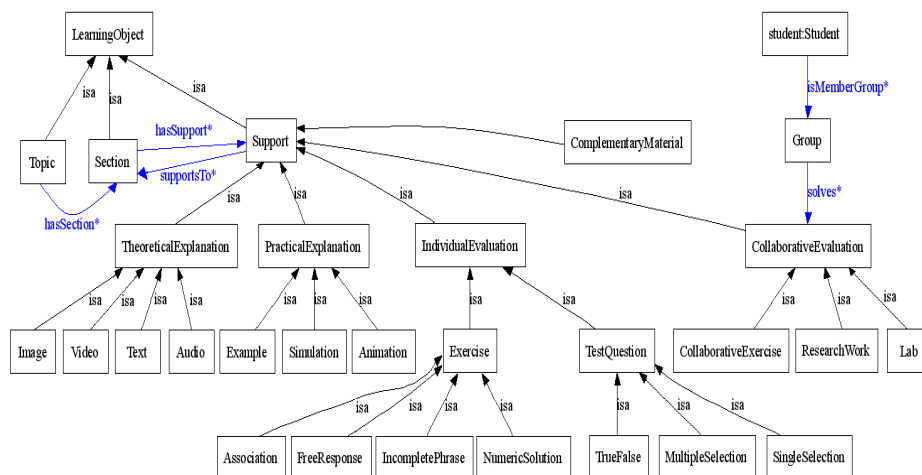 LearningObject
student:Student
isa
isa
isa
isMemberGroup*
hasSupport*
Topic
Section
Support
ComplementaryMaterial
Group
supportsTo*
hasSection*
isa
isa
isa
isa
solves*
TheoreticalExplanation
PracticalExplanation
IndividualEvaluation
CollaborativeEvaluation
isa
isa
isa
isa
isa
isa
isa
isa
isa
isa
isa
isa
Image
Video
Text
Audio
Example
Simulation
Animation
Exercise
TestQuestion
CollaborativeExercise
ResearchWork
Lab
isa
isa
isa
isa
isa
isa
isa
Association
FreeResponse
IncompletePhrase
NumericSolution
TrueFalse
MultipleSelection
SingleSelection